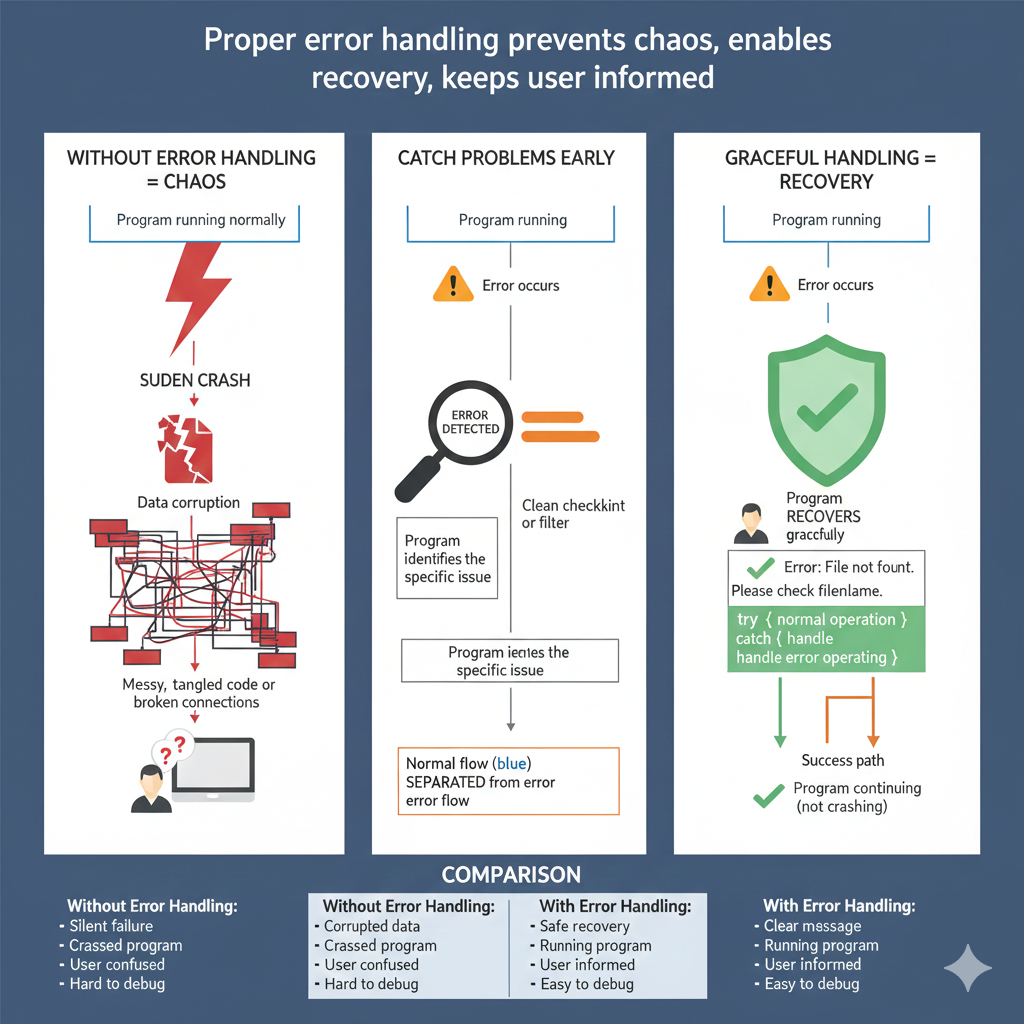 Proper error handling prevents chaos, enables
recovery, keeps user informed
WITHOUT ERROR HANDLING
= CHAOS
Program running normally
SUDEN CRASH
Data corruption
Messy, tangled code or
broken connections
? ?
CATCH PROBLEMS EARLY
Program running
! Error occurs
ERROR
DETECTED
Clean checkkint
or filter
Program
identifies the
specific issue
Program ienties the
specific issue
Normal flow (blue)
SEPARATED from error
error flow
GRACEFUL HANDLING =
RECOVERY
Program running
! Error occurs
Program
RECOVERS
gracfully
Error: File not fount.
Please check filenlame.
try { normal operation }
catch { handle
handle error operating }
Success path
Program continuing
(not crashing)
COMPARISON
Without Error Handling:
- Silent failure
- Crassed program
- User confused
- Hard to debug
Without Error Handling:
- Corrupted data
- Crassed program
- User confused
- Hard to debug
With Error Handling:
- Safe recovery
- Running program
- User informed
- Easy to debug
With Error Handling:
- Clear message
- Running program
- User informed
- Easy to debug